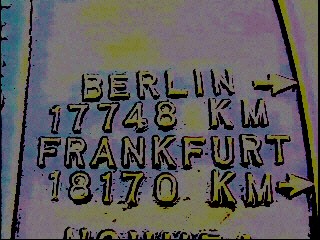 BERLIN →
17748 KM
FRANKFURT
18170 KM →